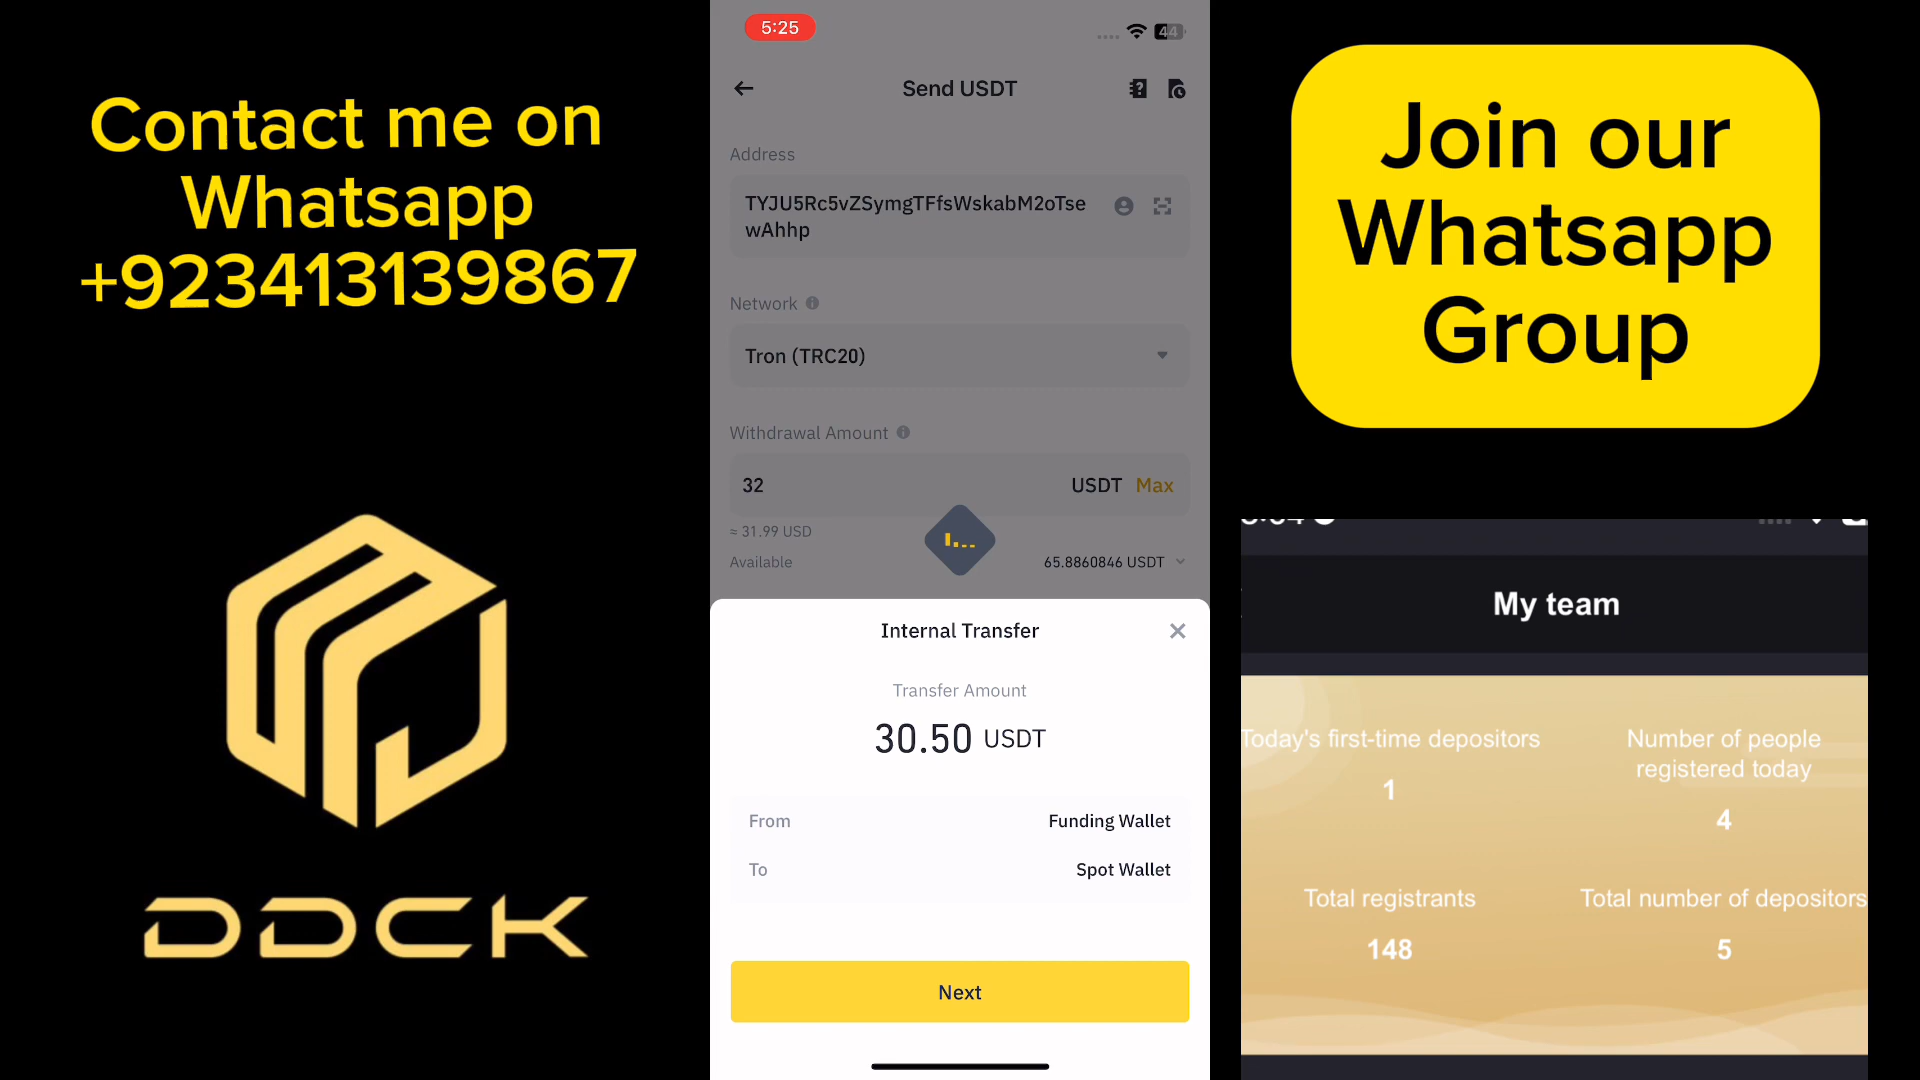 Contact me on
Whatsapp
+923413139867
DDCK
5:25
44
Send USDT
Address
TYJU5Rc5vZSymgTFfsWskabM2oTse
wAhhp
Network
Tron (TRC20)
Withdrawal Amount
32 USDT Max
≈ 31.99 USD
Available 65.8860846 USDT
Internal Transfer
Transfer Amount
30.50 USDT
From Funding Wallet
To Spot Wallet
Next
Join our
Whatsapp
Group
My team
Today's first-time depositors
1
Number of people
registered today
4
Total registrants
148
Total number of depositors
5